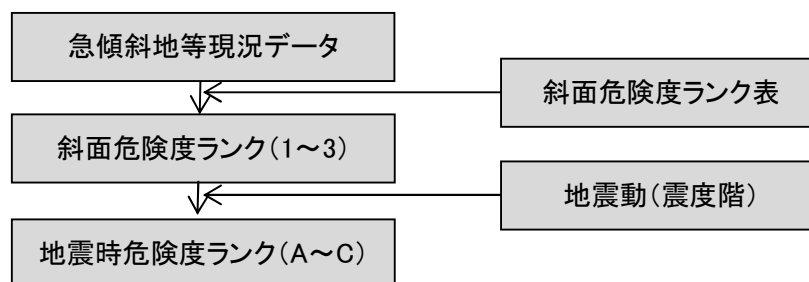 急傾斜地等現況データ
斜面危険度ランク表
斜面危険度ランク（1～3）
地震動（震度階）
地震時危険度ランク（A～C）